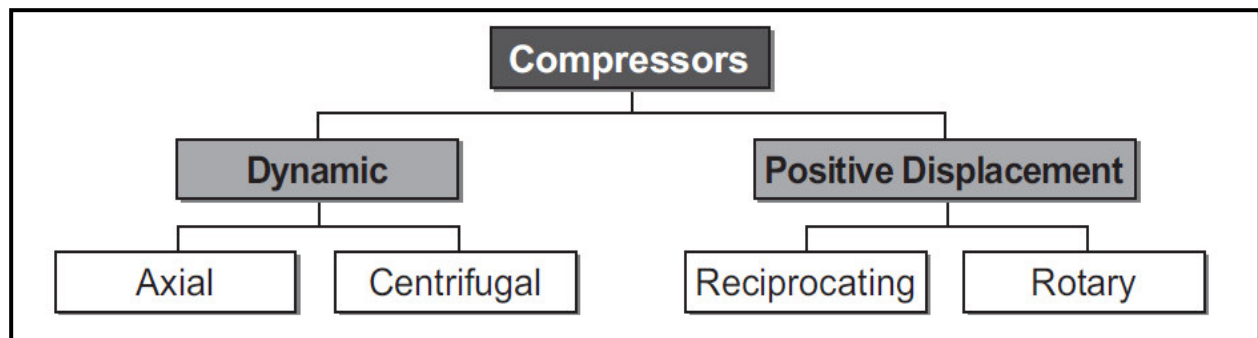 Compressors
Dynamic
Positive Displacement
Axial
Centrifugal
Reciprocating
Rotary